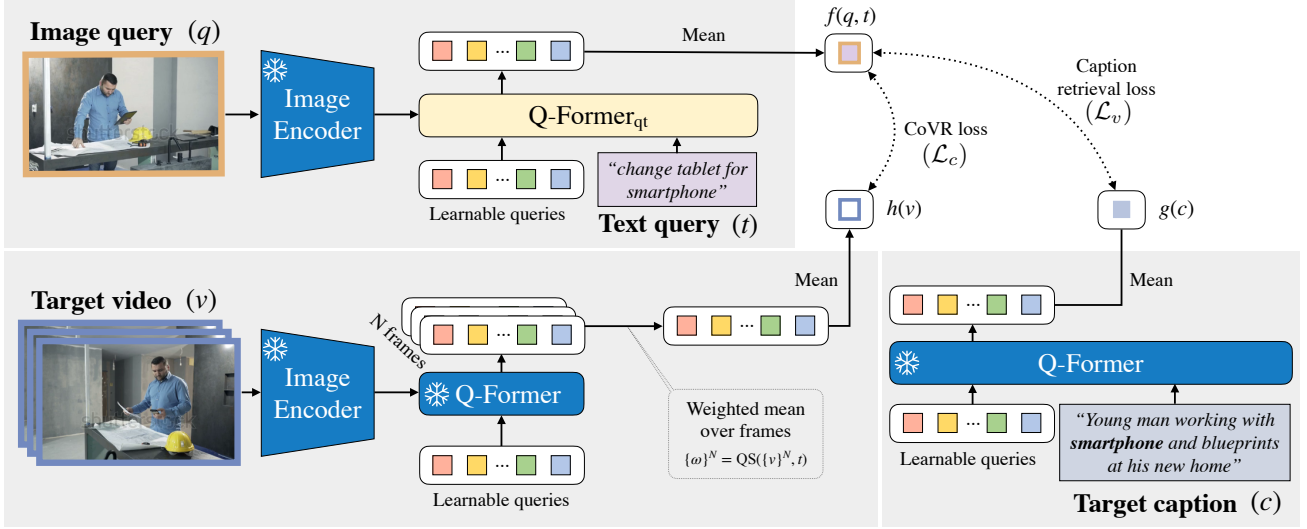 Image query (q)
Image
Encoder
...
Q-Former_qt
...
Learnable queries
“change tablet for
smartphone”
Text query (t)
Mean
f(q, t)
CoVR loss
(ℒ_c)
Caption
retrieval loss
(ℒ_v)
h(v)
g(c)
Target video (v)
Image
Encoder
N frames
...
Q-Former
...
Learnable queries
...
Mean
Weighted mean
over frames
{ω}^N = QS({v}^N, t)
Mean
...
Q-Former
...
Learnable queries
“Young man working with
smartphone and blueprints
at his new home”
Target caption (c)